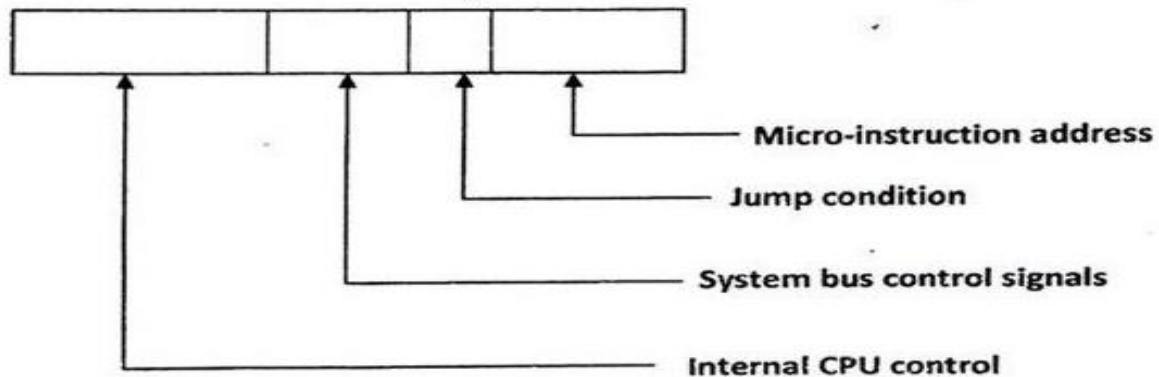 Micro-instruction address
Jump condition
System bus control signals
Internal CPU control